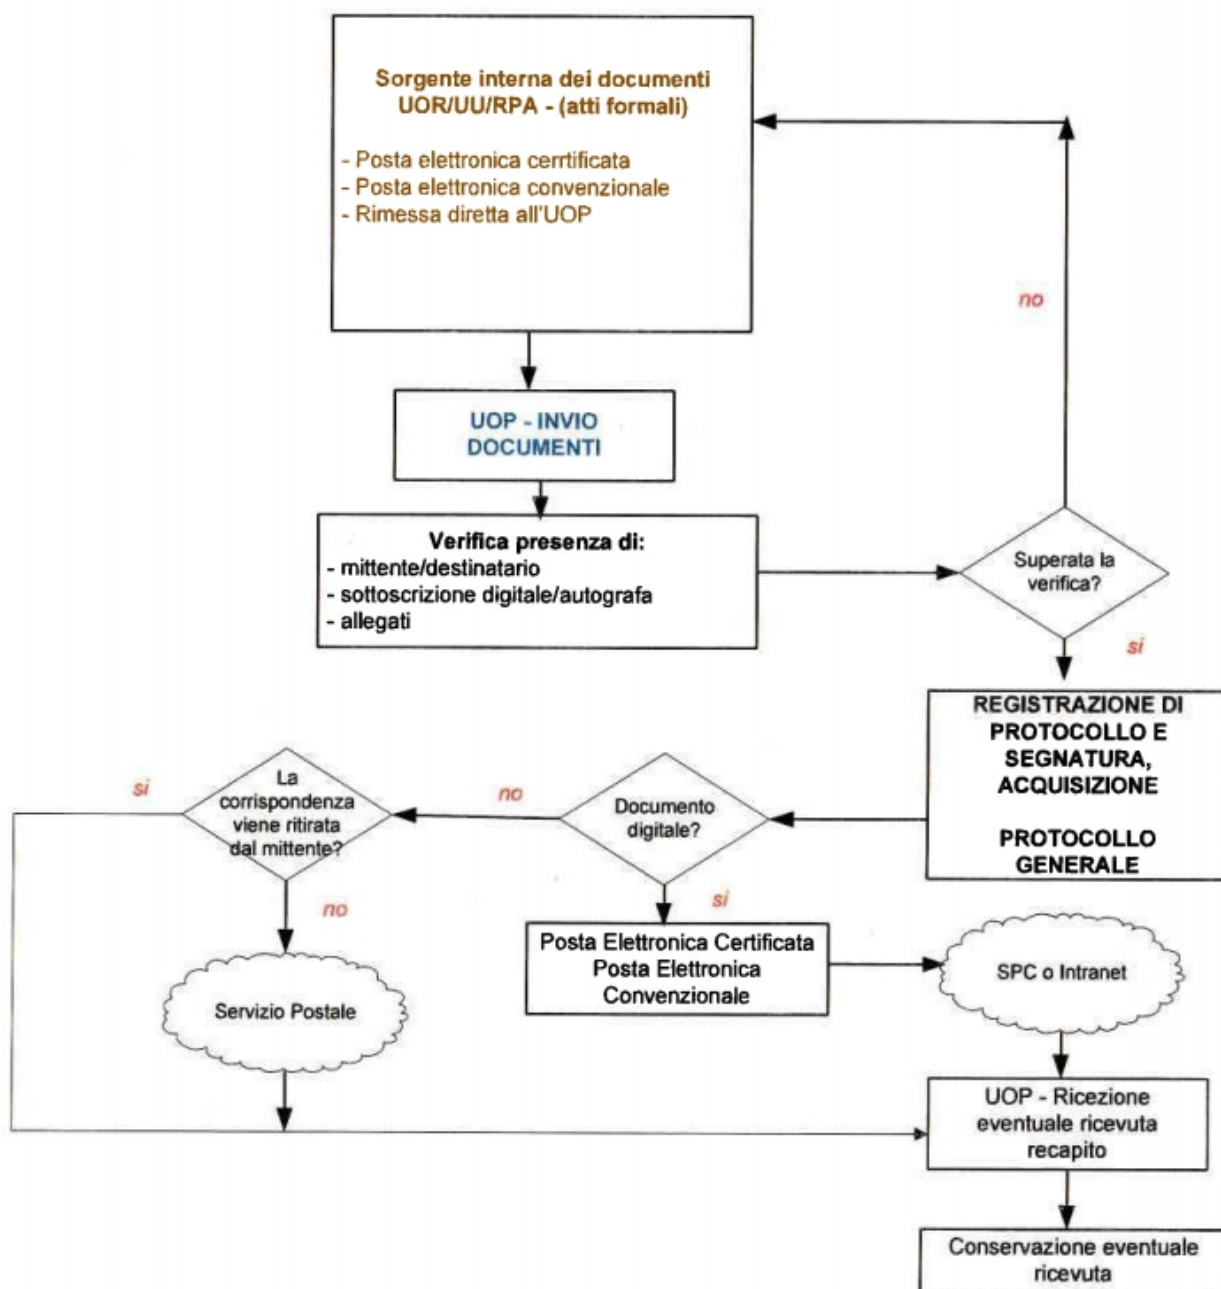 Sorgente interna dei documenti
UOR/UU/RPA - (atti formali)
- Posta elettronica cerrtificata
- Posta elettronica convenzionale
- Rimessa diretta all'UOP
no
UOP - INVIO
DOCUMENTI
Verifica presenza di:
- mittente/destinatario
- sottoscrizione digitale/autografa
- allegati
Superata la
verifica?
si
REGISTRAZIONE DI
PROTOCOLLO E
SEGNATURA,
ACQUISIZIONE
PROTOCOLLO
GENERALE
Documento
digitale?
no
La
corrispondenza
viene ritirata
dal mittente?
si
no
si
Servizio Postale
Posta Elettronica Certificata
Posta Elettronica
Convenzionale
SPC o Intranet
UOP - Ricezione
eventuale ricevuta
recapito
Conservazione eventuale
ricevuta